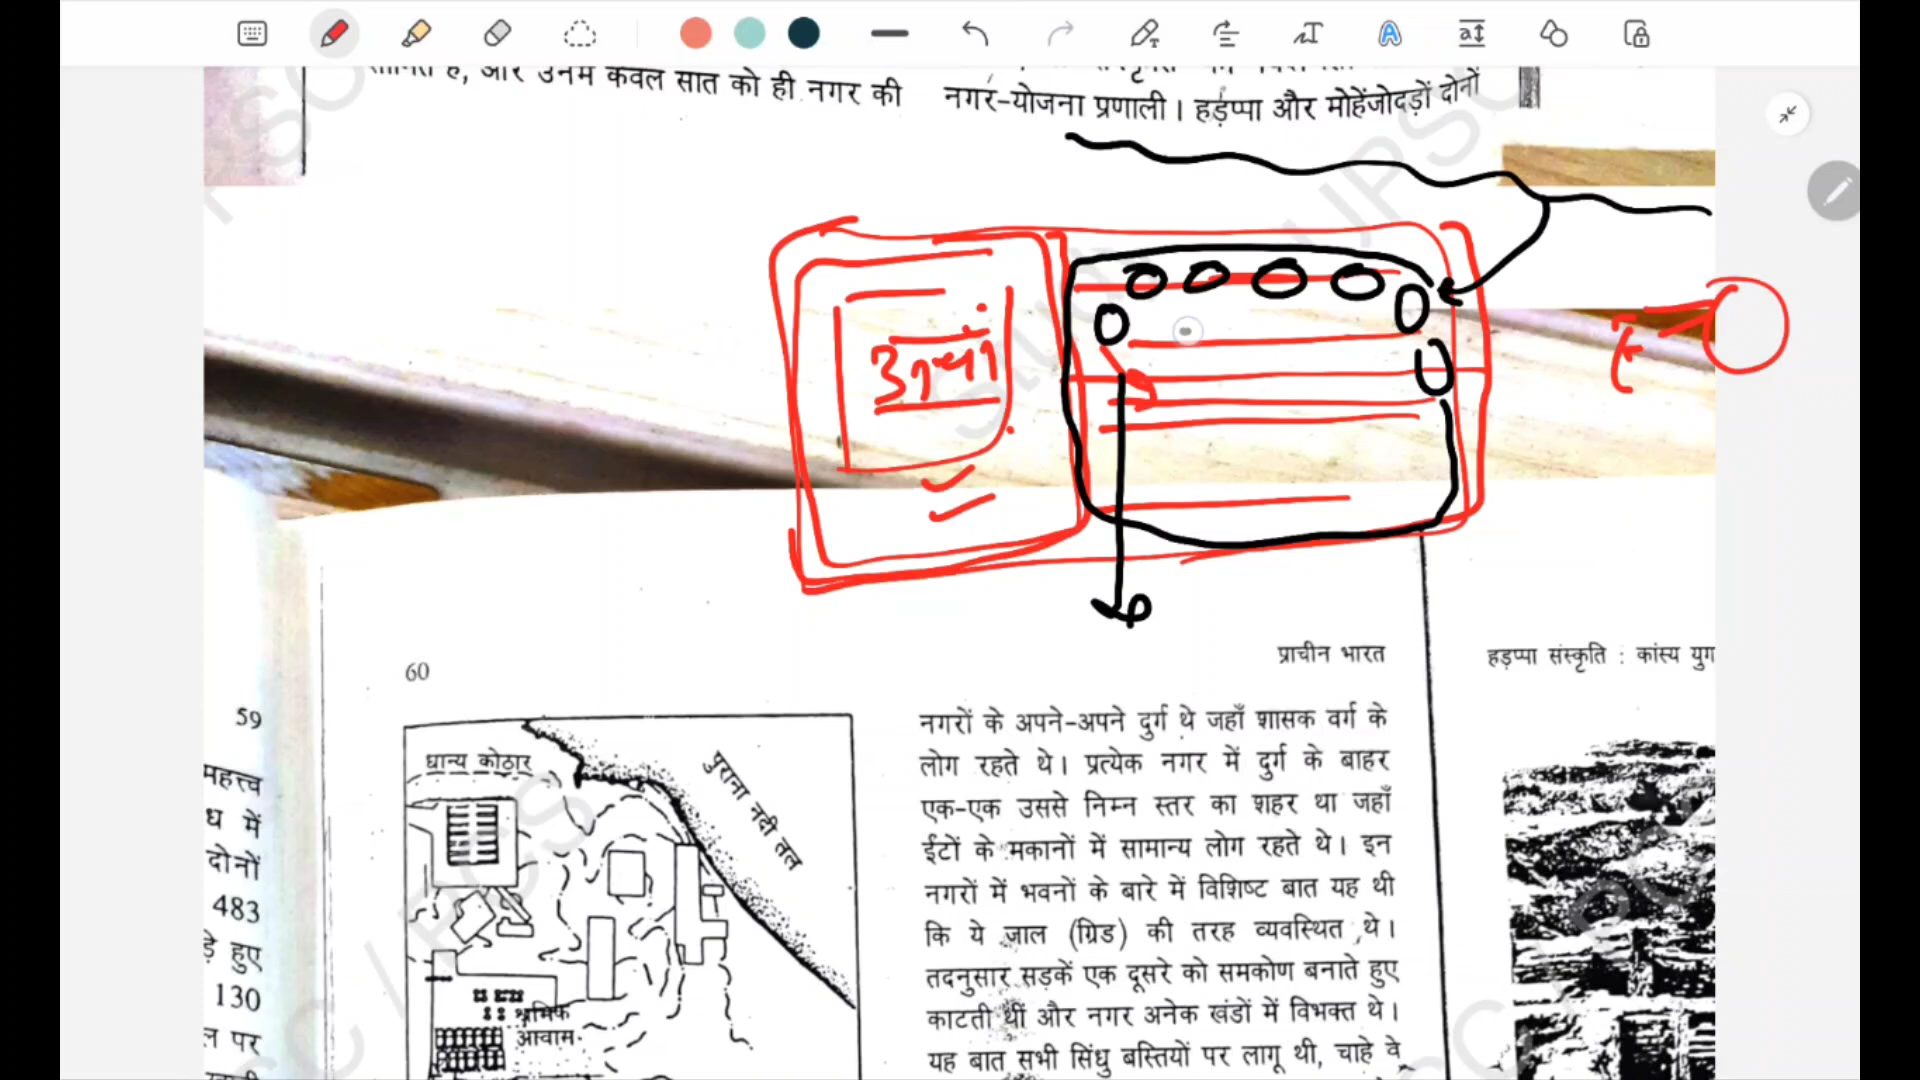 और उनमें केवल सात को ही नगर की
नगर-योजना प्रणाली। हड़प्पा और मोहेंजोदड़ों दोनों
60
प्राचीन भारत
हड़प्पा संस्कृति : कांस्य युग
59
महत्त्व
ध में
दोनों
483
हुए
130
पर
धान्य कोठार
पुराना नदी तल
श्रमिक
आवास
नगरों के अपने-अपने दुर्ग थे जहाँ शासक वर्ग के
लोग रहते थे। प्रत्येक नगर में दुर्ग के बाहर
एक-एक उससे निम्न स्तर का शहर था जहाँ
ईटों के मकानों में सामान्य लोग रहते थे। इन
नगरों में भवनों के बारे में विशिष्ट बात यह थी
कि ये जाल (ग्रिड) की तरह व्यवस्थित थे।
तदनुसार सड़कें एक दूसरे को समकोण बनाते हुए
काटती थीं और नगर अनेक खंडों में विभक्त थे।
यह बात सभी सिंधु बस्तियों पर लागू थी, चाहे वे